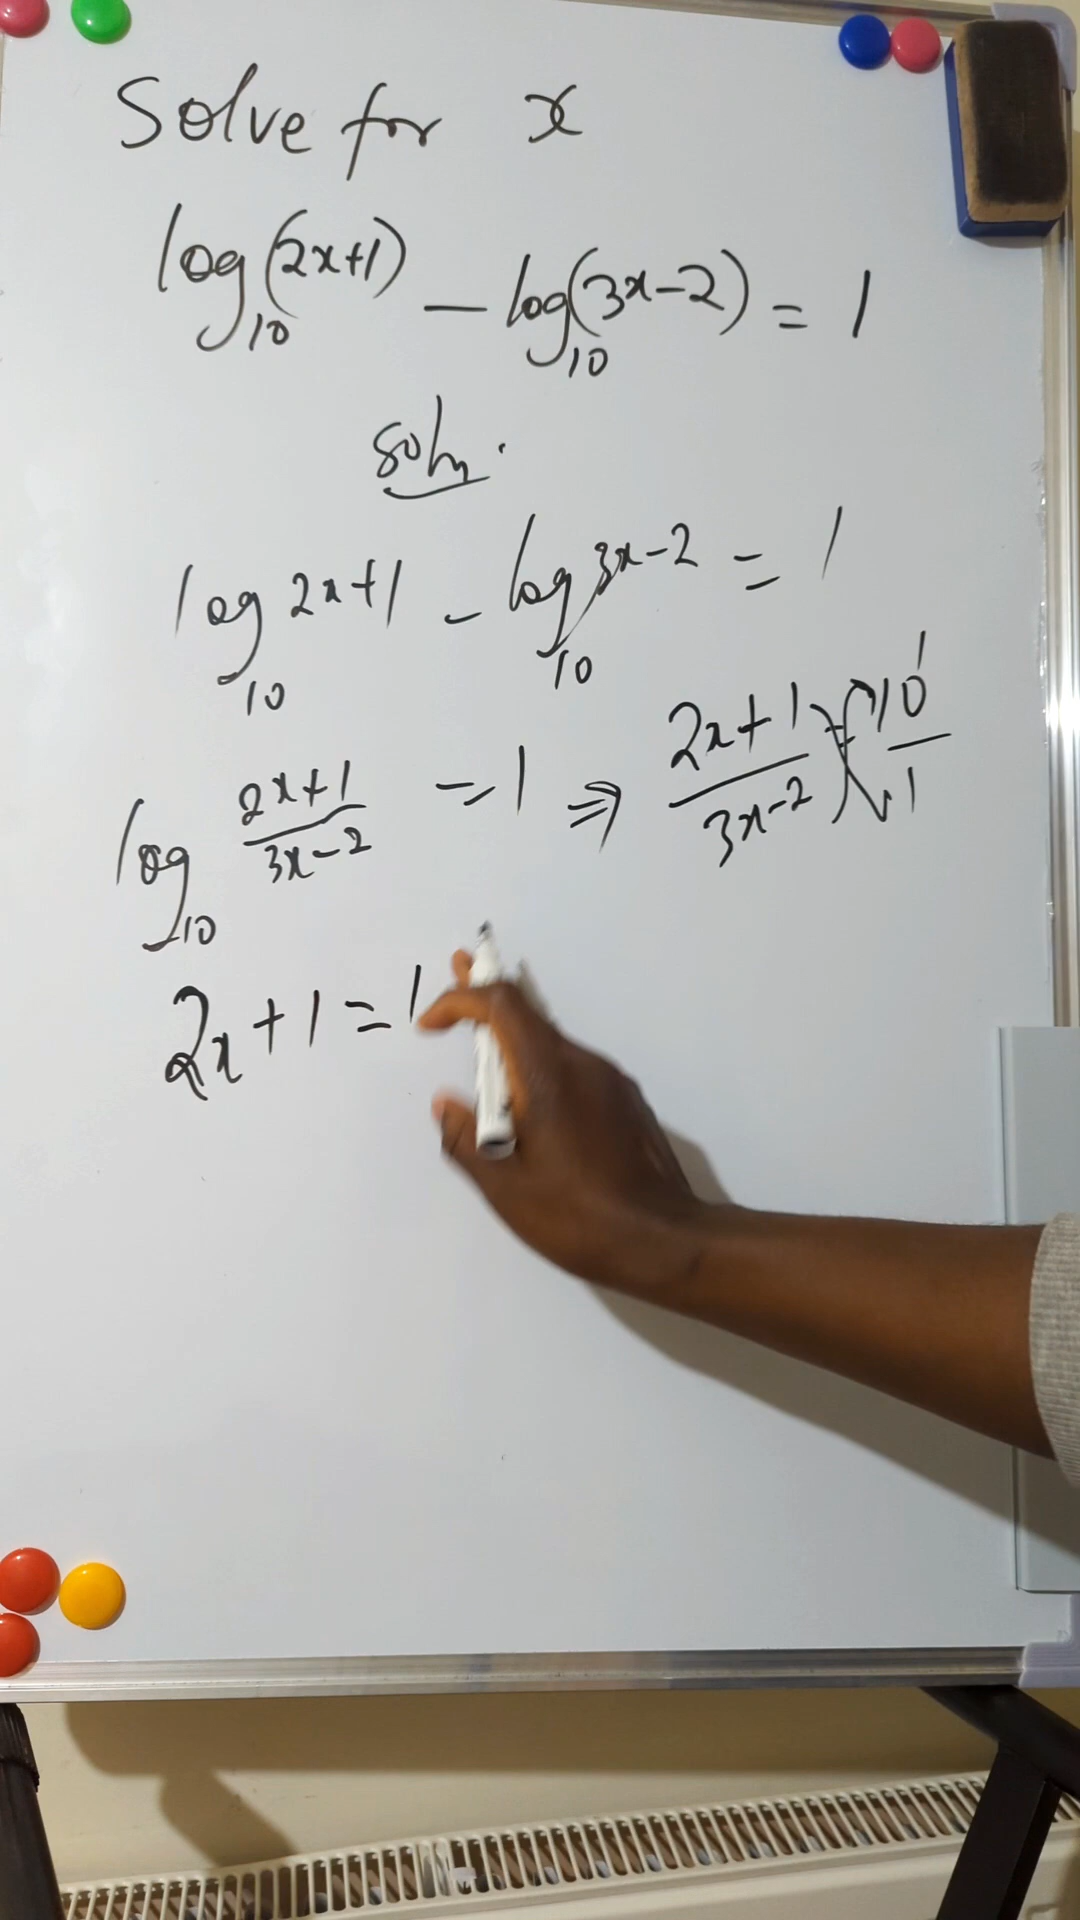 Solve for x
log₁₀(2x+1) − log₁₀(3x−2) = 1
soln.
log₁₀ 2x+1 − log₁₀ 3x−2 = 1
log₁₀ (2x+1)/(3x−2) = 1 ⇒ (2x+1)/(3x−2) = 10¹/1
2x+1=1